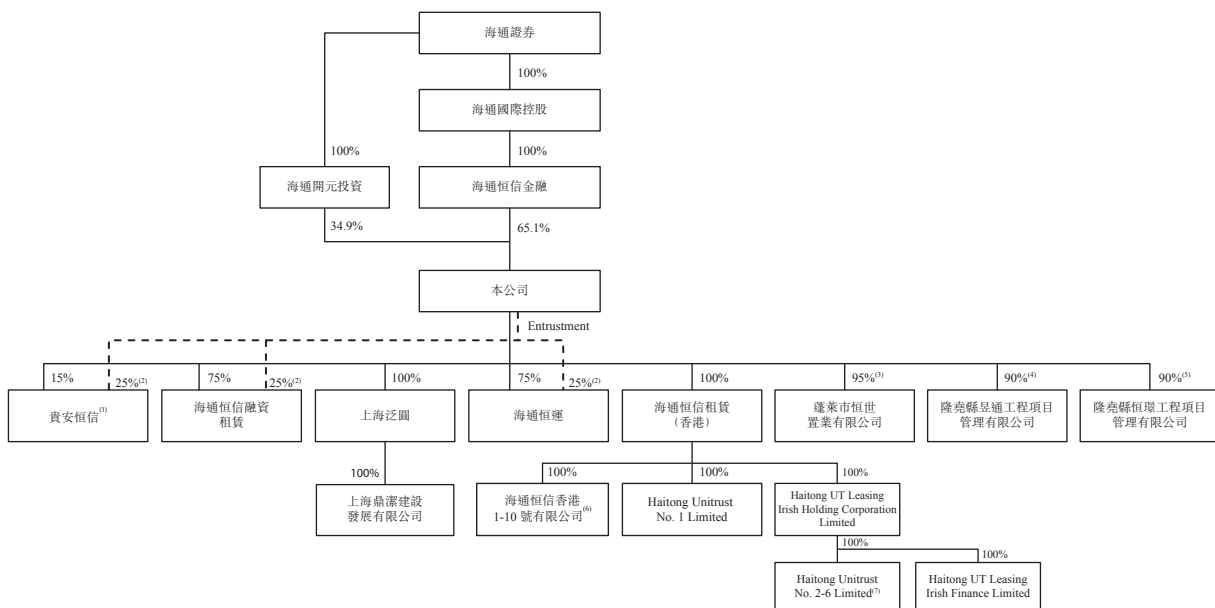 海通證券
100%
海通國際控股
100%
100%
海通開元投資
海通恒信金融
34.9%
65.1%
本公司
Entrustment
15%
25%(2)
75%
25%(2)
100%
75%
25%(2)
100%
95%(3)
90%(4)
90%(5)
貴安恒信(1)
海通恒信融資
租賃
上海泛圓
海通恒運
海通恒信租賃
(香港)
蓬萊市恒世
置業有限公司
隆堯縣昱通工程項目
管理有限公司
隆堯縣恒璟工程項目
管理有限公司
100%
100%
100%
100%
上海鼎潔建設
發展有限公司
海通恒信香港
1-10 號有限公司(6)
Haitong Unitrust
No. 1 Limited
Haitong UT Leasing
Irish Holding Corporation
Limited
100%
100%
Haitong Unitrust
No. 2-6 Limited(7)
Haitong UT Leasing
Irish Finance Limited